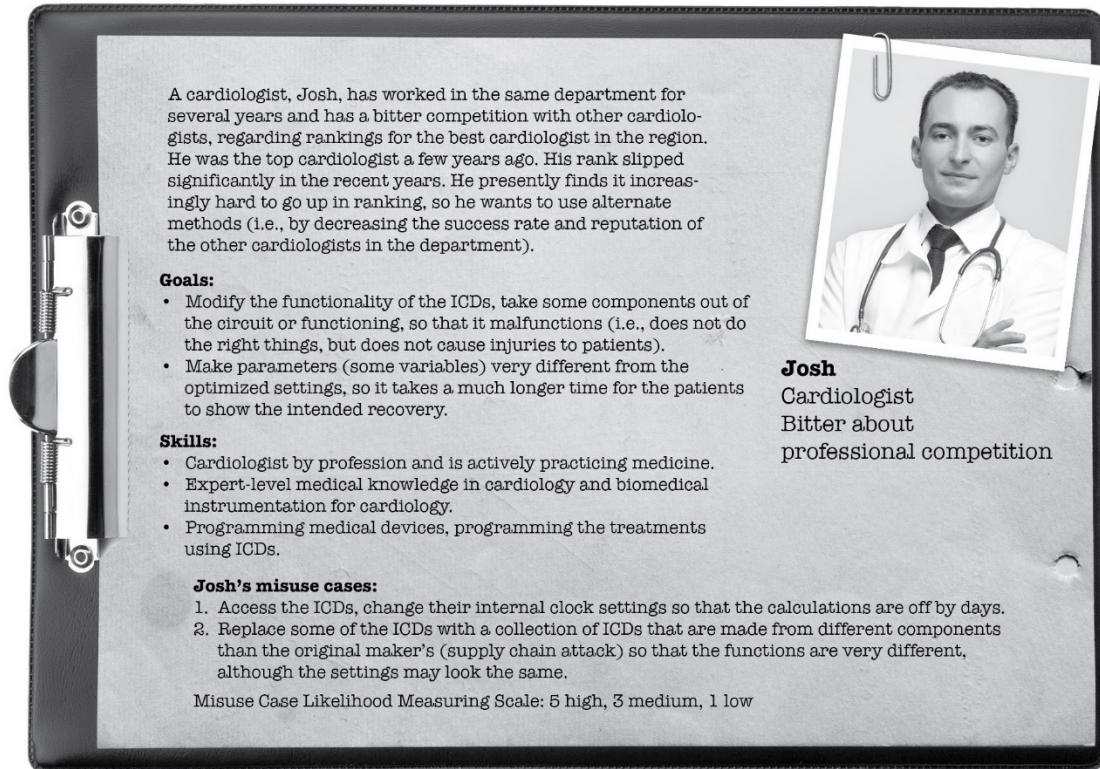 A cardiologist, Josh, has worked in the same department for
several years and has a bitter competition with other cardiolo-
gists, regarding rankings for the best cardiologist in the region.
He was the top cardiologist a few years ago. His rank slipped
significantly in the recent years. He presently finds it increas-
ingly hard to go up in ranking, so he wants to use alternate
methods (i.e., by decreasing the success rate and reputation of
the other cardiologists in the department).
Goals:
• Modify the functionality of the ICDs, take some components out of
the circuit or functioning, so that it malfunctions (i.e., does not do
the right things, but does not cause injuries to patients).
• Make parameters (some variables) very different from the
optimized settings, so it takes a much longer time for the patients
to show the intended recovery.
Skills:
• Cardiologist by profession and is actively practicing medicine.
• Expert-level medical knowledge in cardiology and biomedical
instrumentation for cardiology.
• Programming medical devices, programming the treatments
using ICDs.
Josh
Cardiologist
Bitter about
professional competition
Josh's misuse cases:
1. Access the ICDs, change their internal clock settings so that the calculations are off by days.
2. Replace some of the ICDs with a collection of ICDs that are made from different components
than the original maker's (supply chain attack) so that the functions are very different,
although the settings may look the same.
Misuse Case Likelihood Measuring Scale: 5 high, 3 medium, 1 low